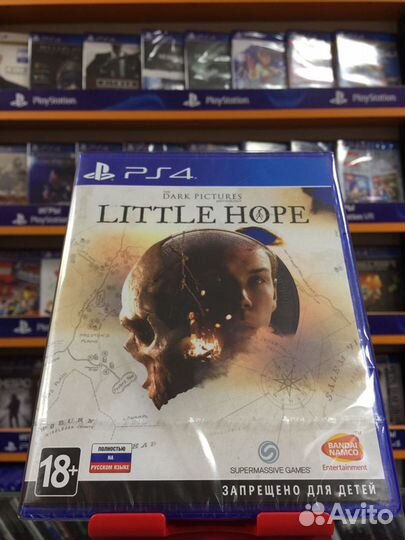 PlayStation
PlayStation
PlayStation
ИГРЫ
PS4
THE
DARK PICTURES
LITTLE HOPE
SALEM
18+
ПОЛНОСТЬЮ
НА
РУССКОМ ЯЗЫКЕ
SUPERMASSIVE GAMES
BANDAI
NAMCO
Entertainment
ЗАПРЕЩЕНО ДЛЯ ДЕТЕЙ
Avito